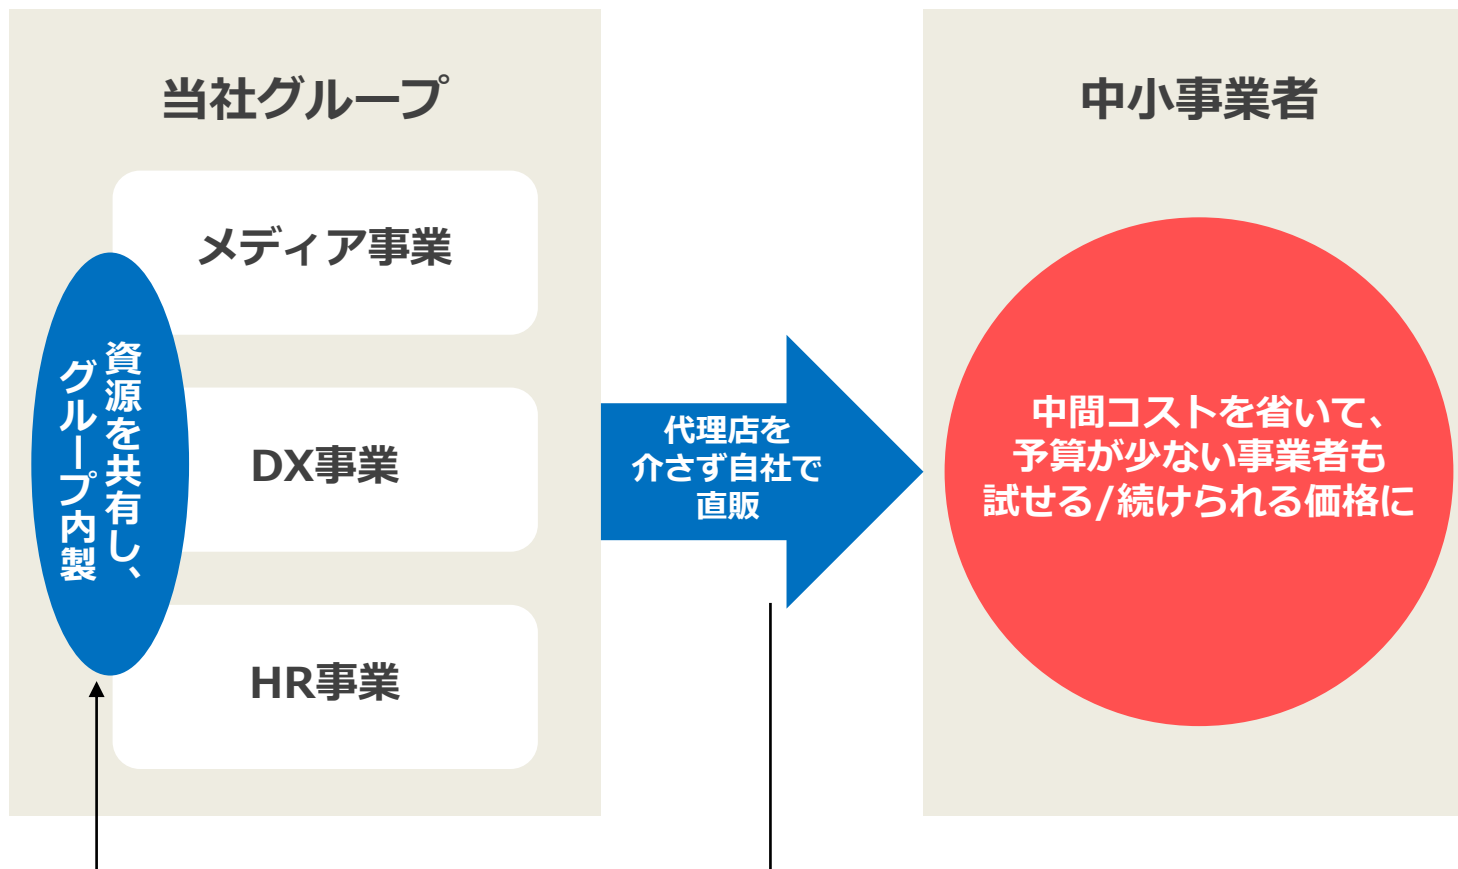 当社グループ
メディア事業
DX事業
HR事業
資源を共有し、
グループ内製
代理店を
介さず自社で
直販
中小事業者
中間コストを省いて、
予算が少ない事業者も
試せる/続けられる価格に